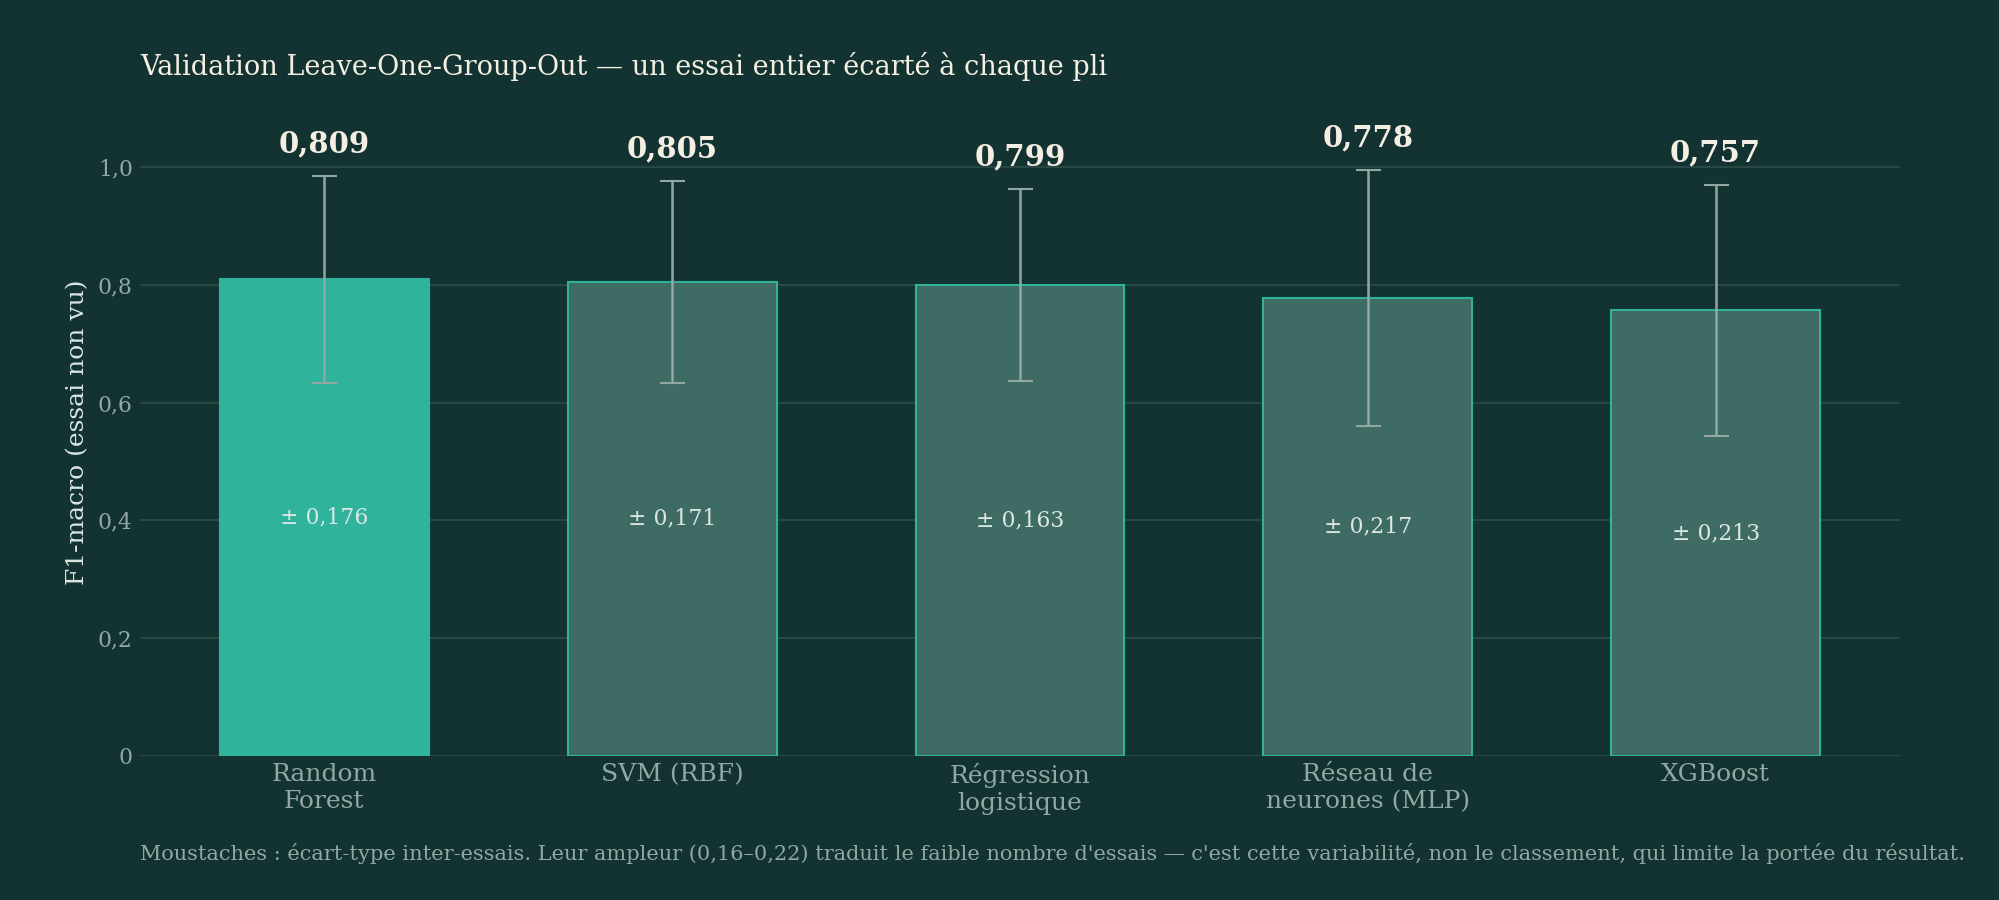 Validation Leave-One-Group-Out — un essai entier écarté à chaque pli
0,809
0,805
0,799
0,778
0,757
1,0
0,8
0,6
0,4
0,2
0
F1-macro (essai non vu)
± 0,176
± 0,171
± 0,163
± 0,217
± 0,213
Random
Forest
SVM (RBF)
Régression
logistique
Réseau de
neurones (MLP)
XGBoost
Moustaches : écart-type inter-essais. Leur ampleur (0,16–0,22) traduit le faible nombre d'essais — c'est cette variabilité, non le classement, qui limite la portée du résultat.